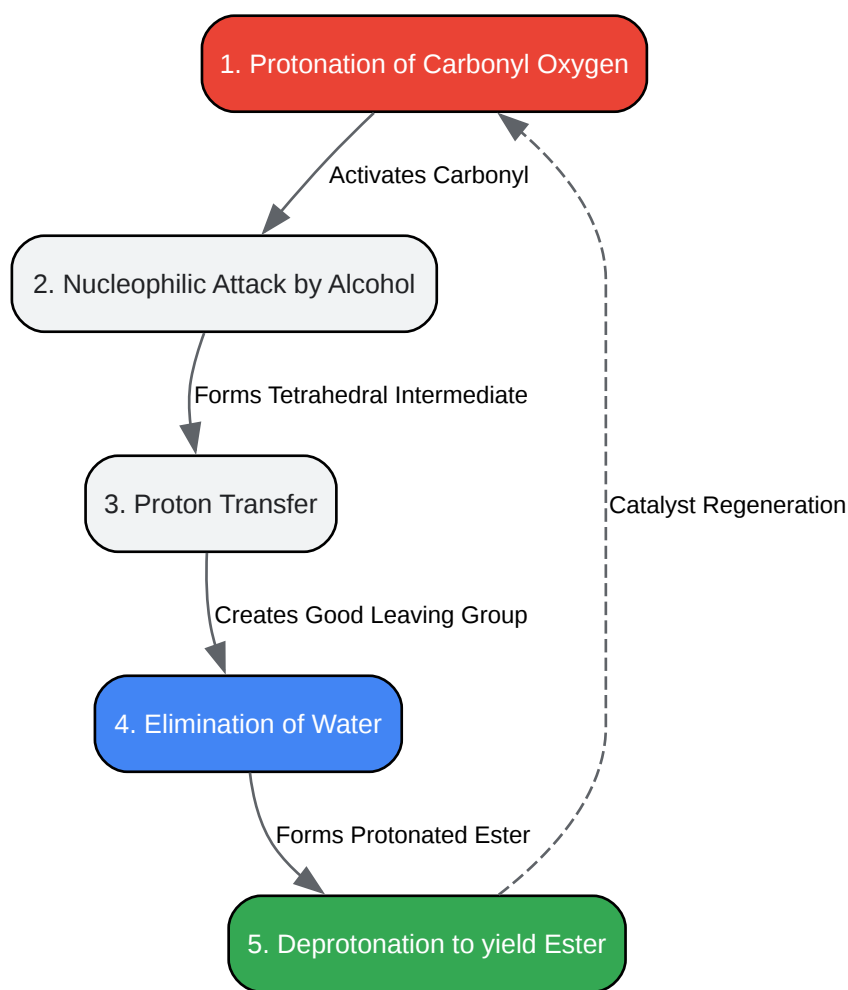 1. Protonation of Carbonyl Oxygen
Activates Carbonyl
2. Nucleophilic Attack by Alcohol
Forms Tetrahedral Intermediate
3. Proton Transfer
Catalyst Regeneration
Creates Good Leaving Group
4. Elimination of Water
Forms Protonated Ester
5. Deprotonation to yield Ester